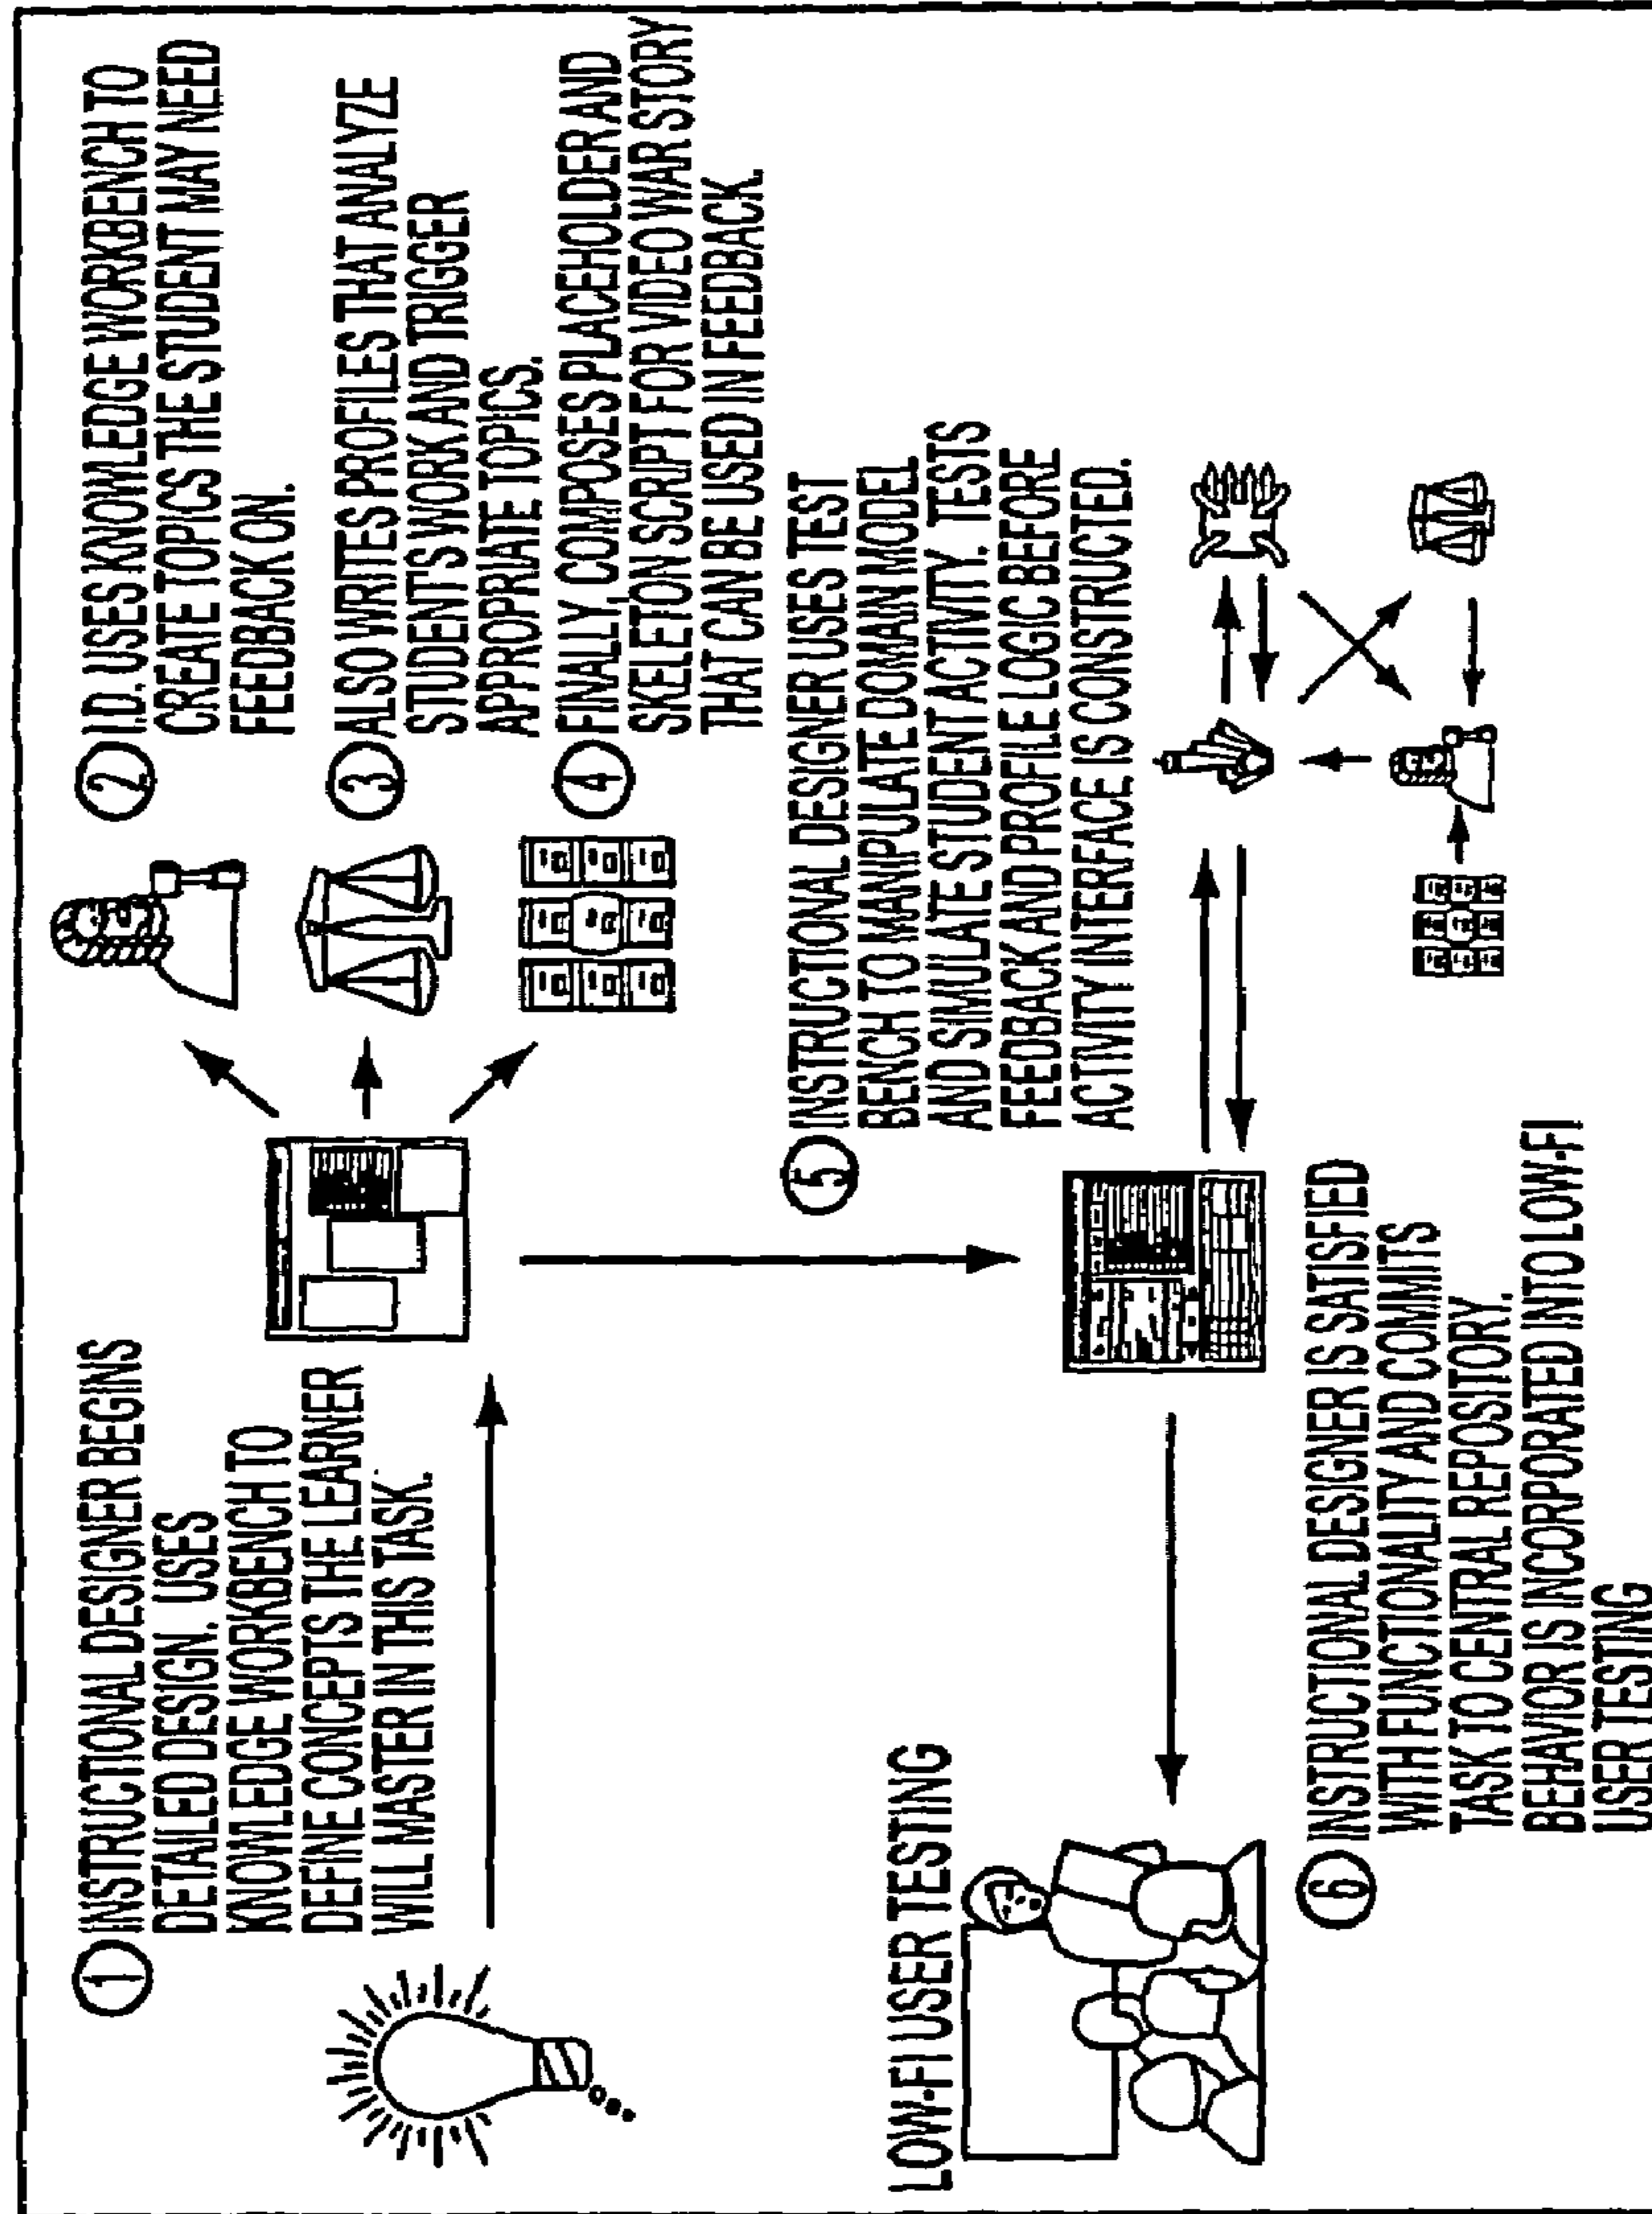 1 INSTRUCTIONAL DESIGNER BEGINS
DETAILED DESIGN. USES
KNOWLEDGE WORKBENCH TO
DEFINE CONCEPTS THE LEARNER
WILL MASTER IN THIS TASK.
2 I.D. USES KNOWLEDGE WORKBENCH TO
CREATE TOPICS THE STUDENT MAY NEED
FEEDBACK ON.
3 ALSO WRITES PROFILES THAT ANALYZE
STUDENT'S WORK AND TRIGGER
APPROPRIATE TOPICS.
4 FINALLY, COMPOSES PLACEHOLDER AND
SKELETON SCRIPT FOR VIDEO WAR STORY
THAT CAN BE USED IN FEEDBACK.
5 INSTRUCTIONAL DESIGNER USES TEST
BENCH TO MANIPULATE DOMAIN MODEL
AND SIMULATE STUDENT ACTIVITY. TESTS
FEEDBACK AND PROFILE LOGIC BEFORE
ACTIVITY INTERFACE IS CONSTRUCTED.
LOW-FI USER TESTING
6 INSTRUCTIONAL DESIGNER IS SATISFIED
WITH FUNCTIONALITY AND COMMITS
TASK TO CENTRAL REPOSITORY.
BEHAVIOR IS INCORPORATED INTO LOW-FI
USER TESTING